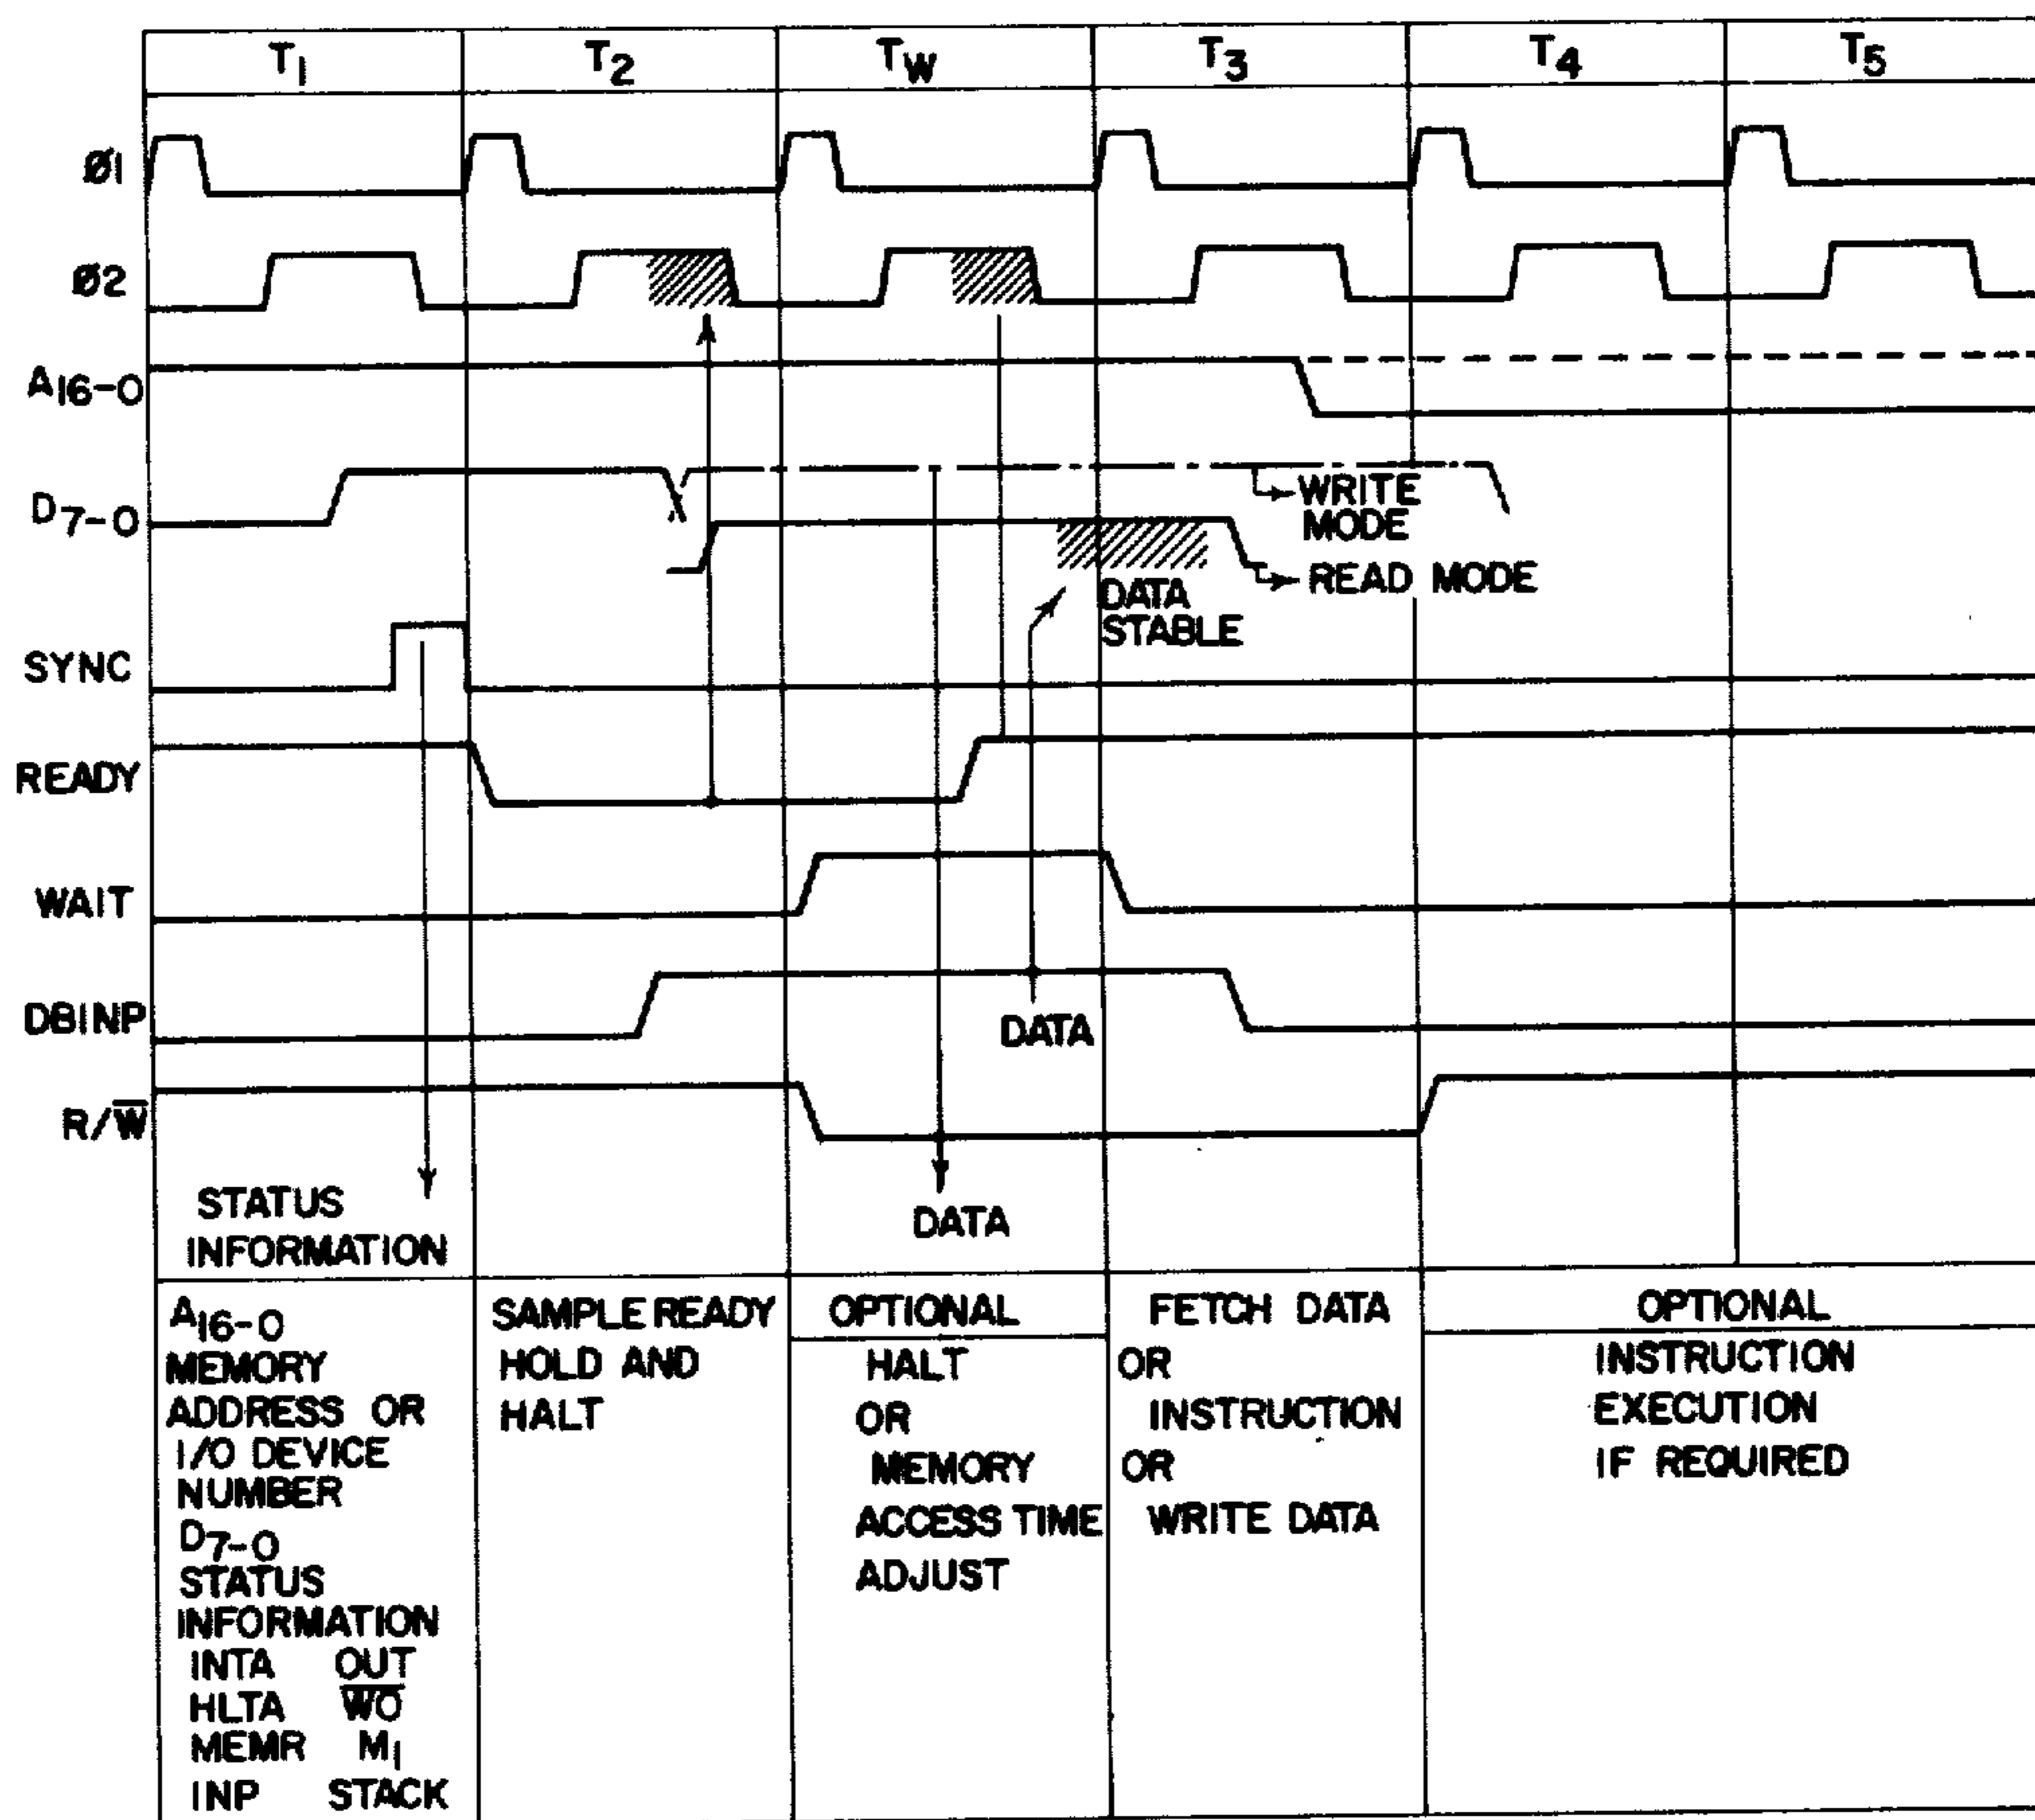 T1 T2 TW T3 T4 T5
Ø1
Ø2
A16-0
D7-0
WRITE
MODE
READ MODE
DATA
STABLE
SYNC
READY
WAIT
DBINP
DATA
R/W̅
STATUS
INFORMATION
DATA
A16-0
MEMORY
ADDRESS OR
I/O DEVICE
NUMBER
D7-0
STATUS
INFORMATION
INTA OUT
HLTA W̅O̅
MEMR M1
INP STACK
SAMPLE READY
HOLD AND
HALT
OPTIONAL
HALT
OR
MEMORY
ACCESS TIME
ADJUST
FETCH DATA
OR
INSTRUCTION
OR
WRITE DATA
OPTIONAL
INSTRUCTION
EXECUTION
IF REQUIRED